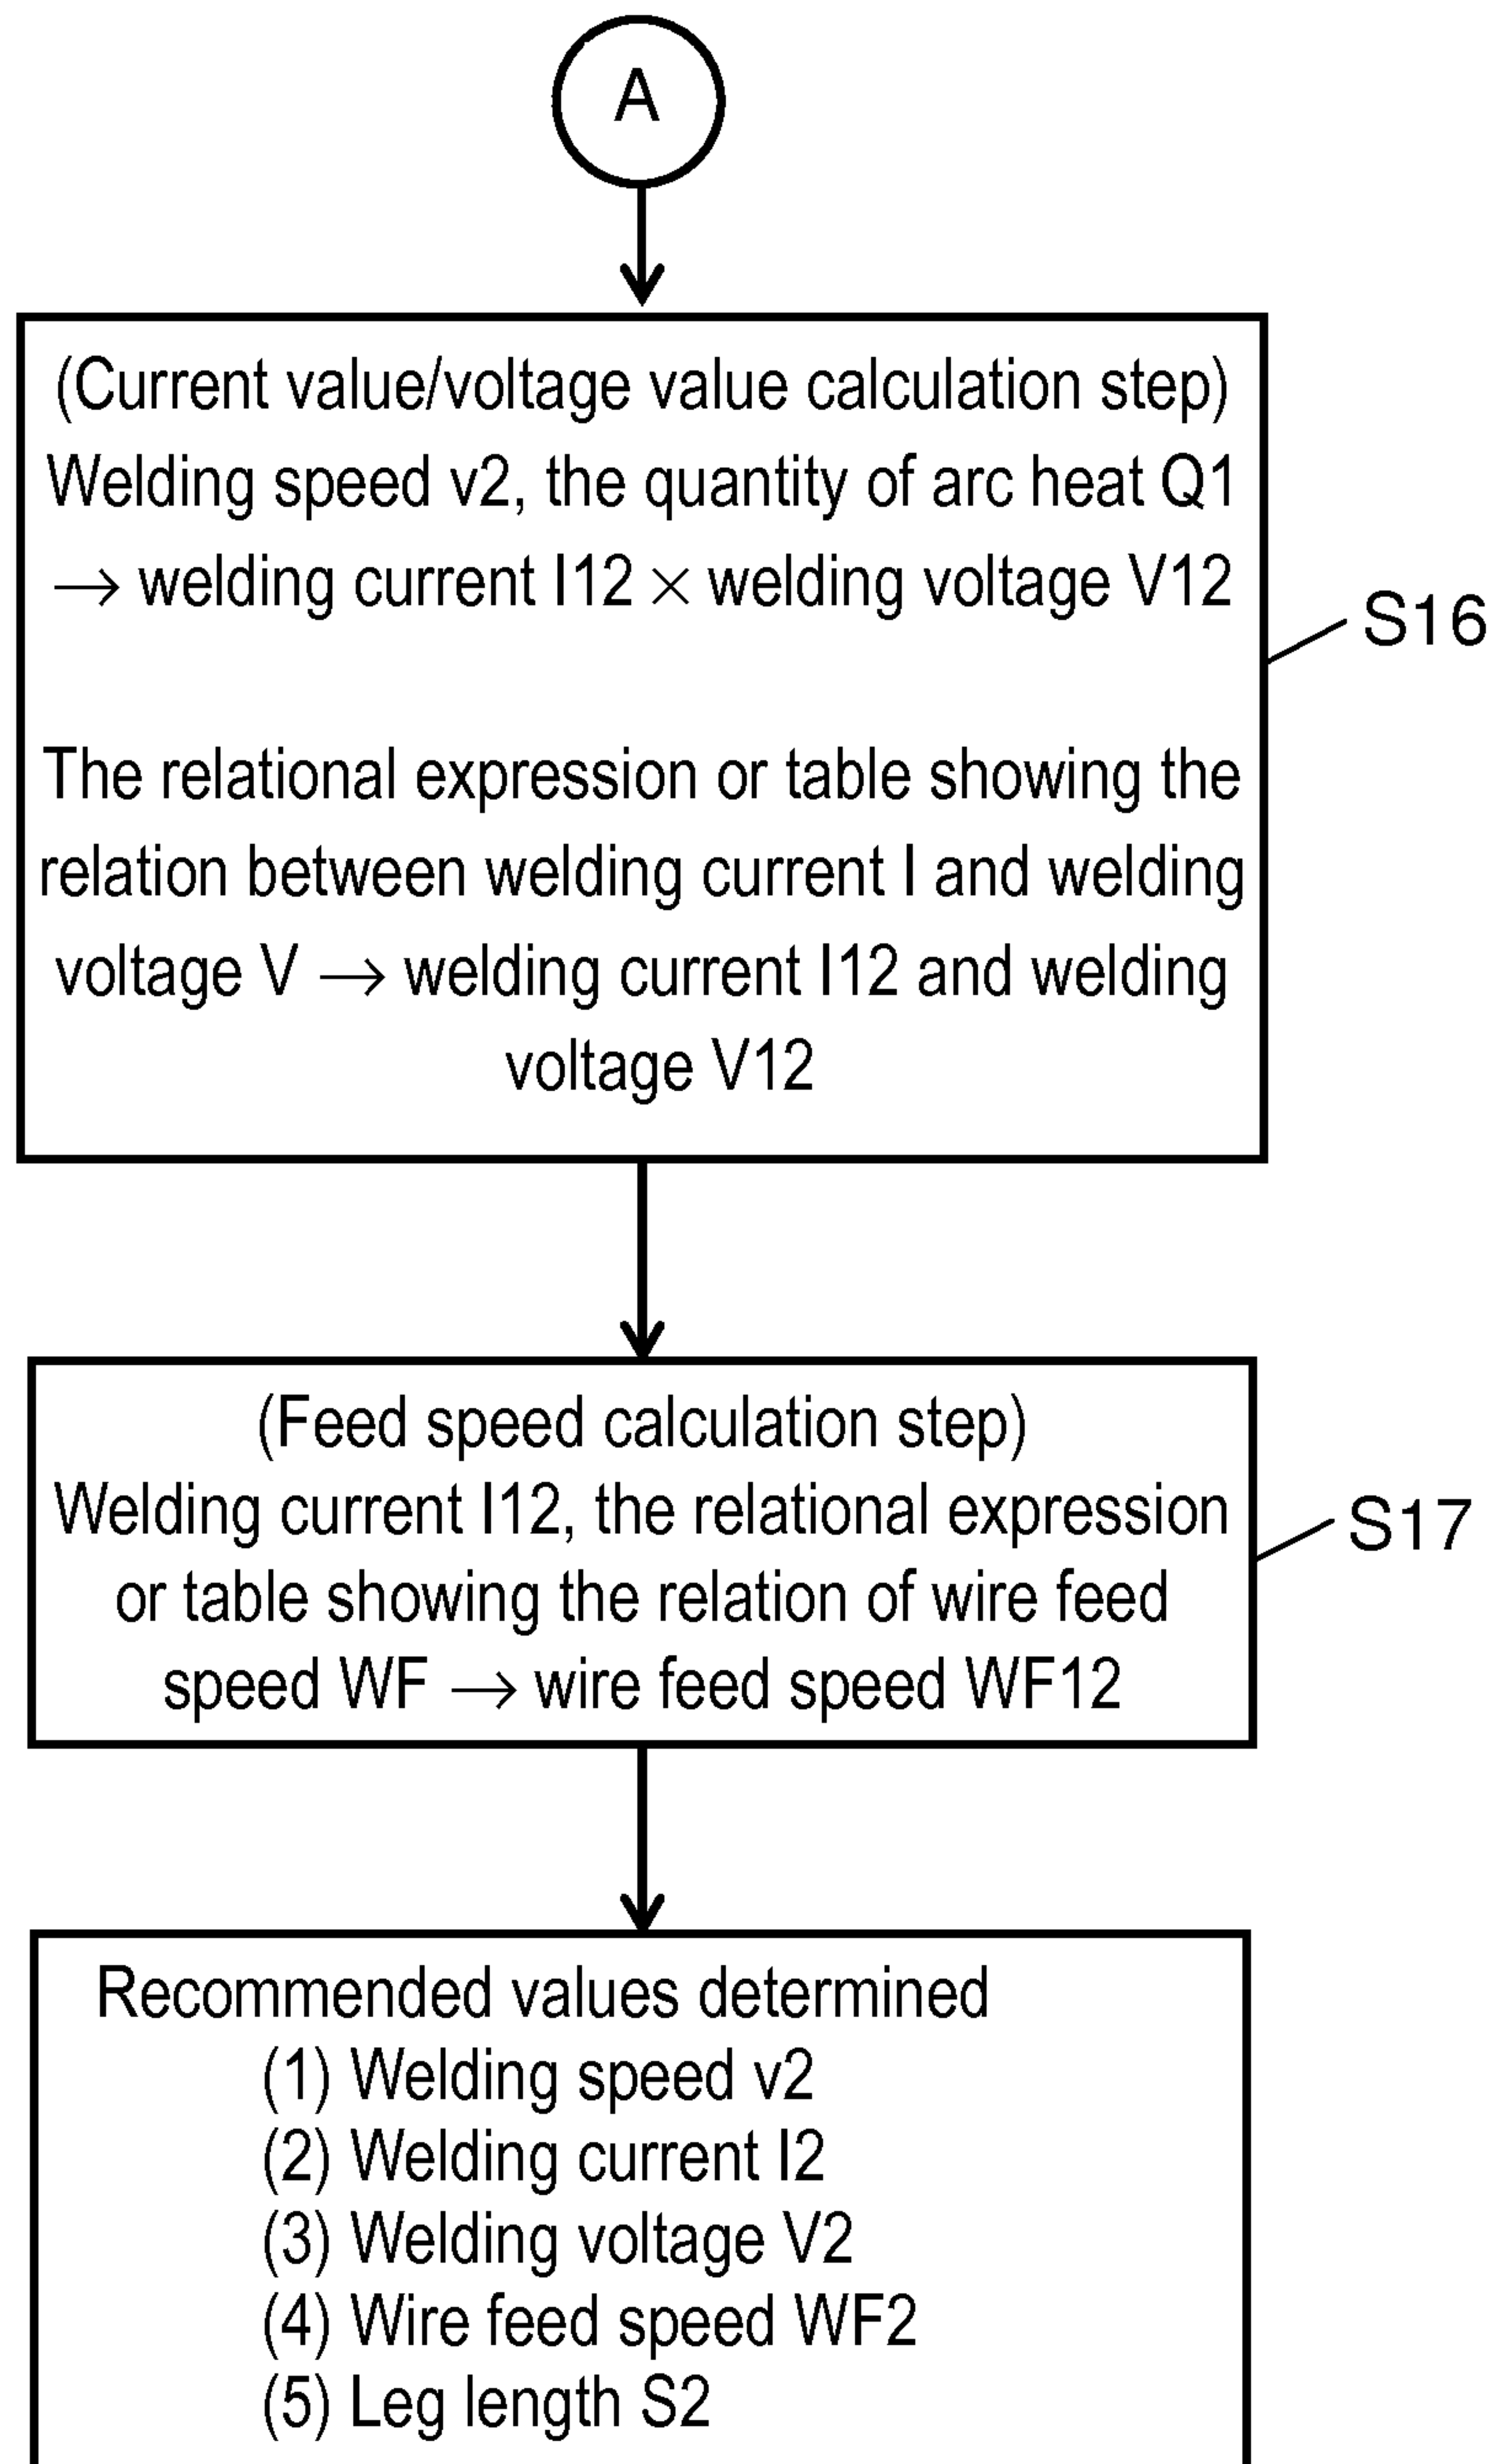 A
(Current value/voltage value calculation step)
Welding speed v2, the quantity of arc heat Q1
→ welding current I12 × welding voltage V12
S16
The relational expression or table showing the
relation between welding current I and welding
voltage V → welding current I12 and welding
voltage V12
(Feed speed calculation step)
Welding current I12, the relational expression
or table showing the relation of wire feed
speed WF → wire feed speed WF12
S17
Recommended values determined
(1) Welding speed v2
(2) Welding current I2
(3) Welding voltage V2
(4) Wire feed speed WF2
(5) Leg length S2